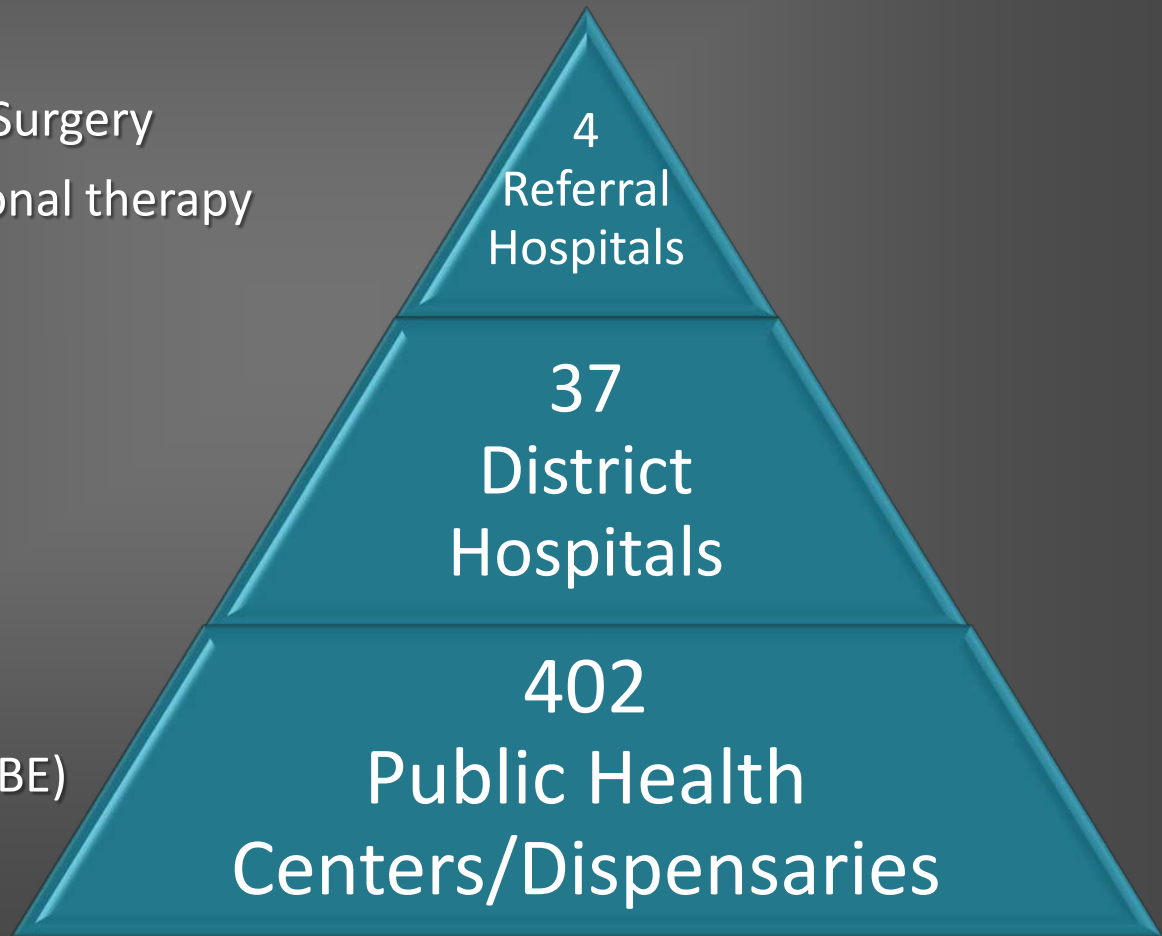 Surgery
onal therapy
4
Referral
Hospitals
37
District
Hospitals
402
Public Health
BE)
Centers/Dispensaries